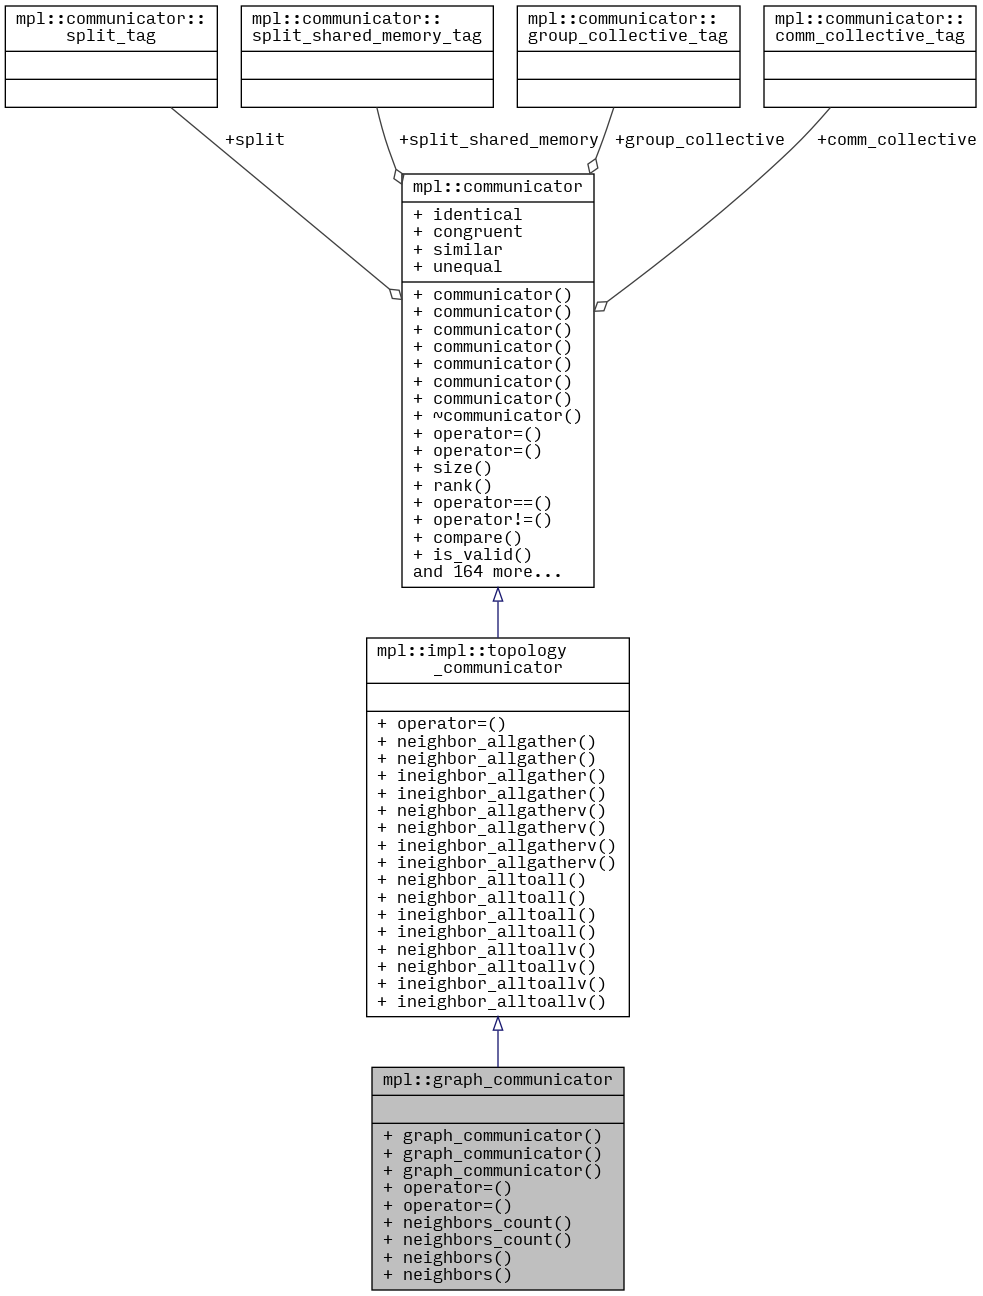 mpl::communicator::
split_tag
mpl::communicator::
split_shared_memory_tag
mpl::communicator::
group_collective_tag
mpl::communicator::
comm_collective_tag
+split
+split_shared_memory
+group_collective
+comm_collective
mpl::communicator
+ identical
+ congruent
+ similar
+ unequal
+ communicator()
+ communicator()
+ communicator()
+ communicator()
+ communicator()
+ communicator()
+ communicator()
+ ~communicator()
+ operator=()
+ operator=()
+ size()
+ rank()
+ operator==()
+ operator!=()
+ compare()
+ is_valid()
and 164 more...
mpl::impl::topology
_communicator
+ operator=()
+ neighbor_allgather()
+ neighbor_allgather()
+ ineighbor_allgather()
+ ineighbor_allgather()
+ neighbor_allgatherv()
+ neighbor_allgatherv()
+ ineighbor_allgatherv()
+ ineighbor_allgatherv()
+ neighbor_alltoall()
+ neighbor_alltoall()
+ ineighbor_alltoall()
+ ineighbor_alltoall()
+ neighbor_alltoallv()
+ neighbor_alltoallv()
+ ineighbor_alltoallv()
+ ineighbor_alltoallv()
mpl::graph_communicator
+ graph_communicator()
+ graph_communicator()
+ graph_communicator()
+ operator=()
+ operator=()
+ neighbors_count()
+ neighbors_count()
+ neighbors()
+ neighbors()